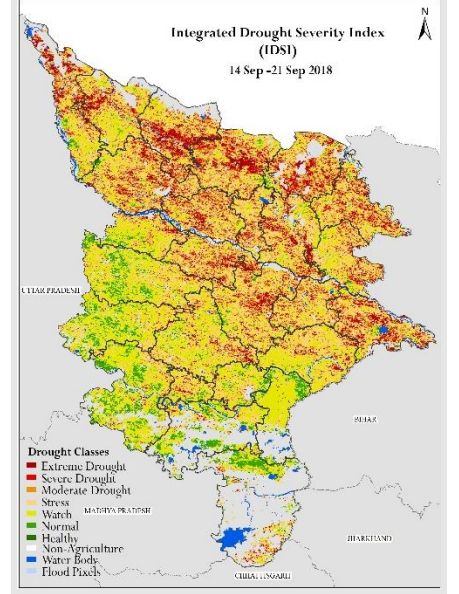 N
Integrated Drought Severity Index
(IDSI)
14 Sep -21 Sep 2018
UTTAR PRADESH
BIHAR
Drought Classes
Extreme Drought
Severe Drought
Moderate Drought
Stress
Watch
Normal
Healthy
Non-Agriculture
Water Body
Flood Pixels
MADHYA PRADESH
JHARKHAND
CHHATTISGARH